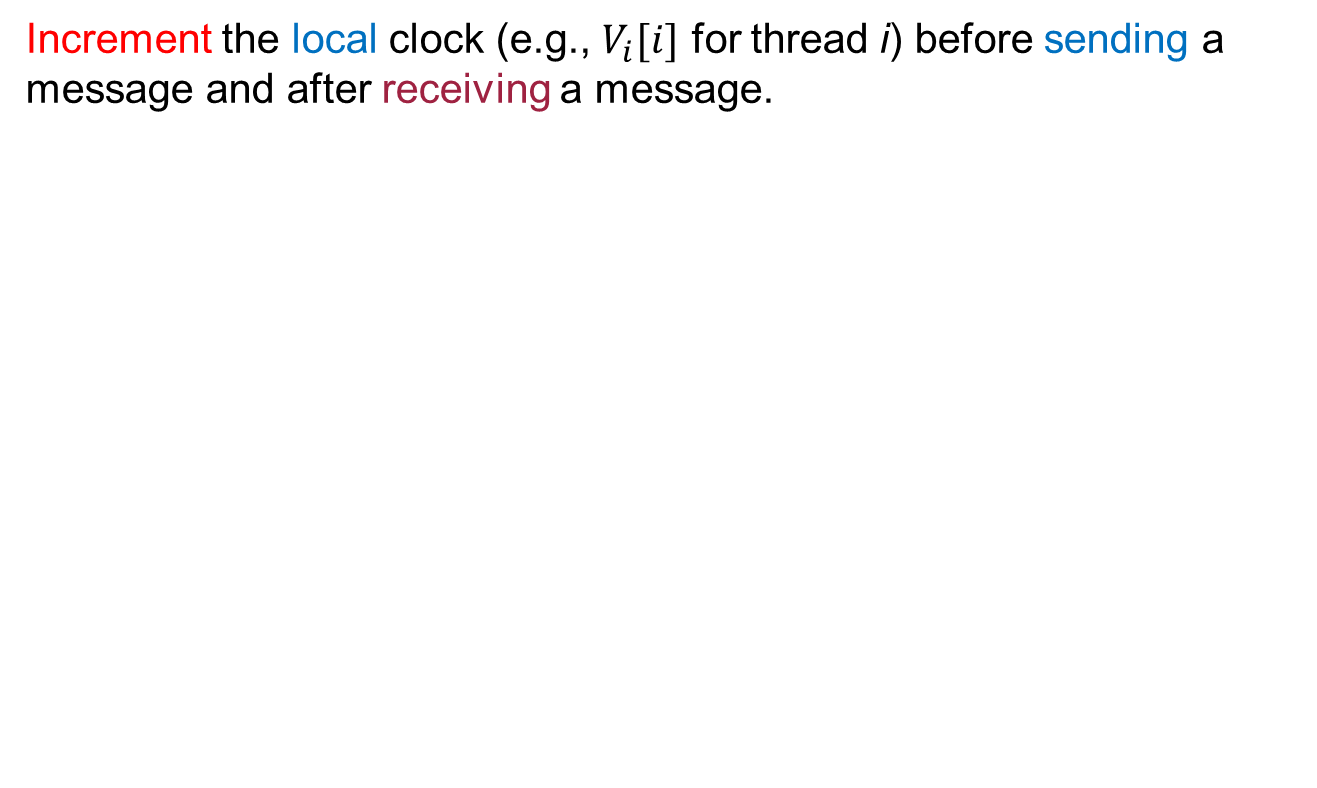 Increment the local clock (e.g., 𝑉ᵢ[𝑖] for thread i) before sending a
message and after receiving a message.